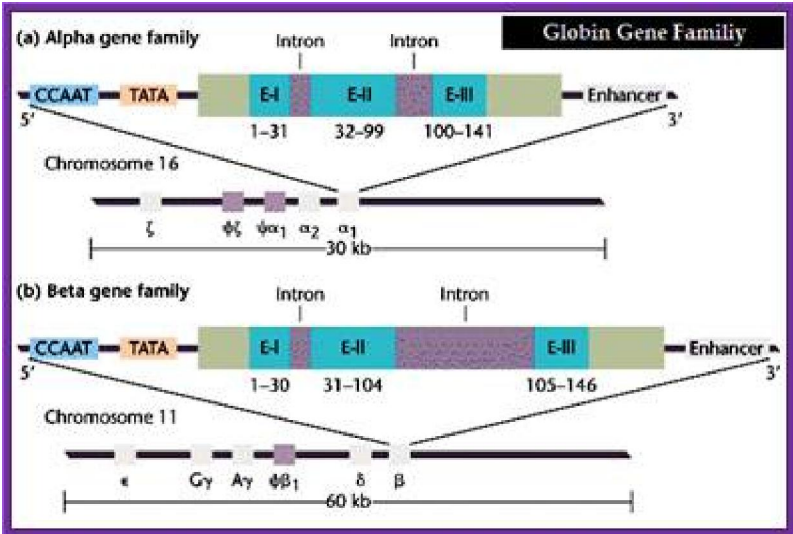 (a) Alpha gene family
Globin Gene Familiy
Intron Intron
CCAAT TATA E-I E-II E-III Enhancer
5′ 1–31 32–99 100–141 3′
Chromosome 16
ζ ϕζ ψα1 α2 α1
30 kb
(b) Beta gene family
Intron Intron
CCAAT TATA E-I E-II E-III Enhancer
5′ 1–30 31–104 105–146 3′
Chromosome 11
ϵ Gγ Aγ ϕβ1 δ β
60 kb